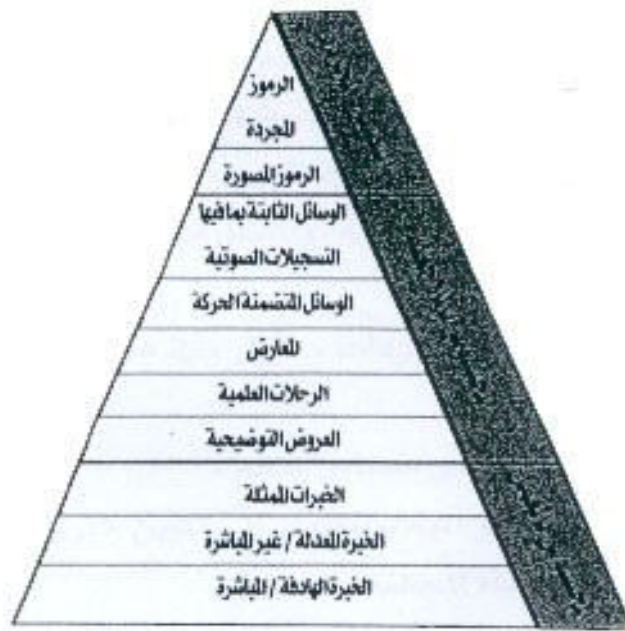 الرموز
المجردة
الرموز المصورة
الوسائل الثابتة بما فيها
التسجيلات الصوتية
الوسائل المتضمنة الحركة
المعارض
الرحلات العلمية
العروض التوضيحية
الخبرات الممثلة
الخبرة المعدلة / غير المباشرة
الخبرة الهادفة / المباشرة